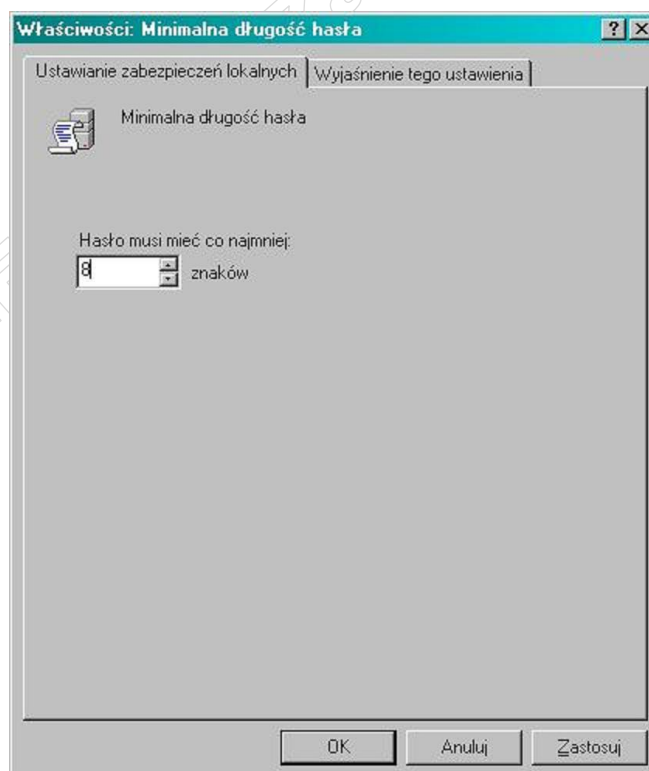 Właściwości: Minimalna długość hasła
Ustawianie zabezpieczeń lokalnych Wyjaśnienie tego ustawienia
Minimalna długość hasła
Hasło musi mieć co najmniej:
8 znaków
OK Anuluj Zastosuj